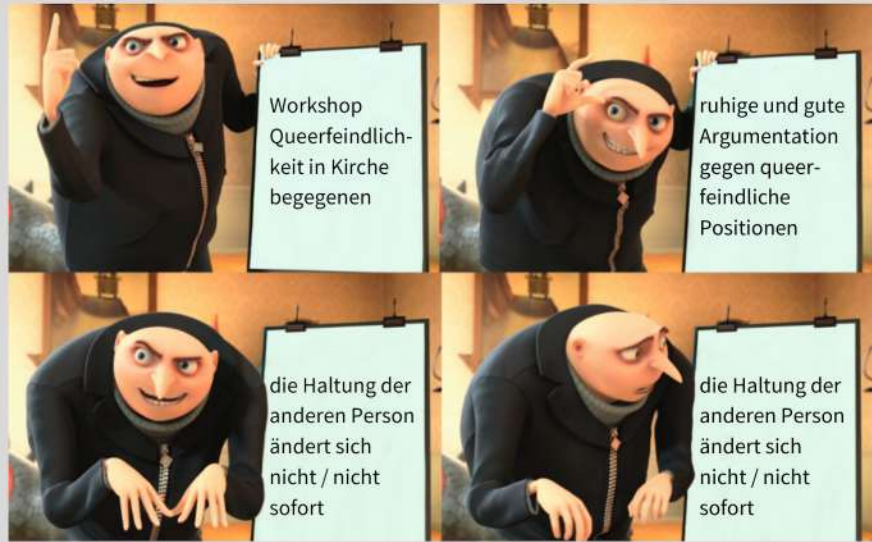 Workshop
Queerfeindlich-
keit in Kirche
begegenen
ruhige und gute
Argumentation
gegen queer-
feindliche
Positionen
die Haltung der
anderen Person
ändert sich
nicht / nicht
sofort
die Haltung der
anderen Person
ändert sich
nicht / nicht
sofort